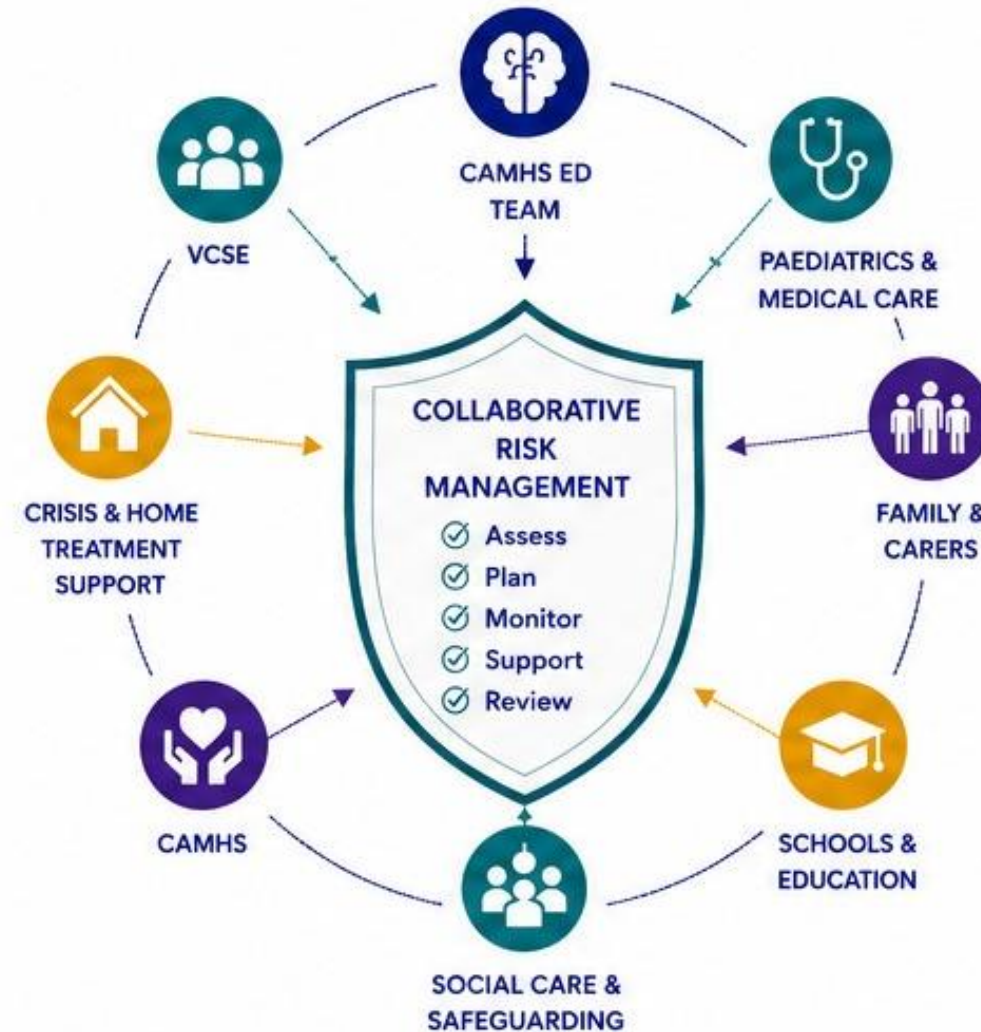 CAMHS ED
TEAM
VCSE
PAEDIATRICS &
MEDICAL CARE
COLLABORATIVE
RISK
MANAGEMENT
Assess
Plan
Monitor
Support
Review
CRISIS & HOME
TREATMENT
SUPPORT
FAMILY &
CARERS
CAMHS
SCHOOLS &
EDUCATION
SOCIAL CARE &
SAFEGUARDING